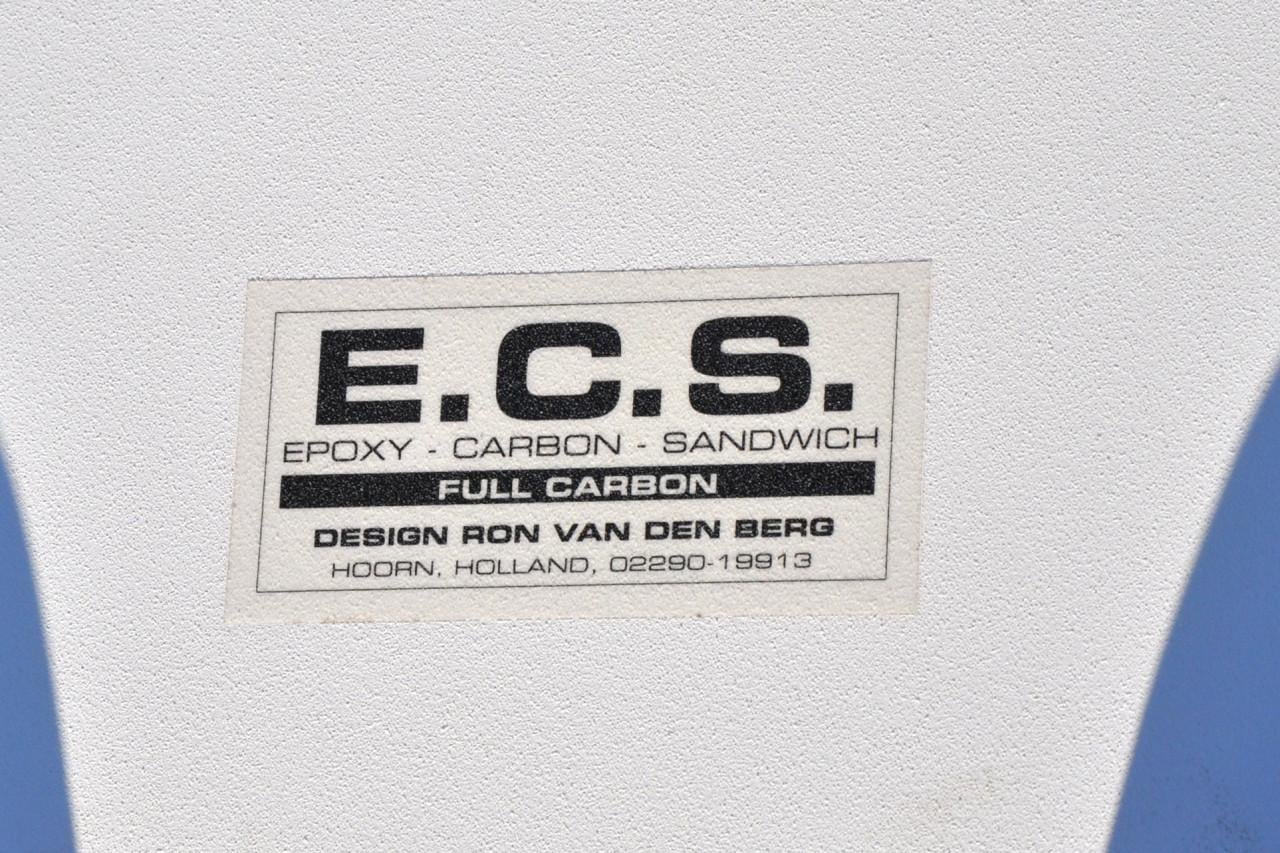 E.C.S.
EPOXY - CARBON - SANDWICH
FULL CARBON
DESIGN RON VAN DEN BERG
HOORN, HOLLAND, 02290-19913